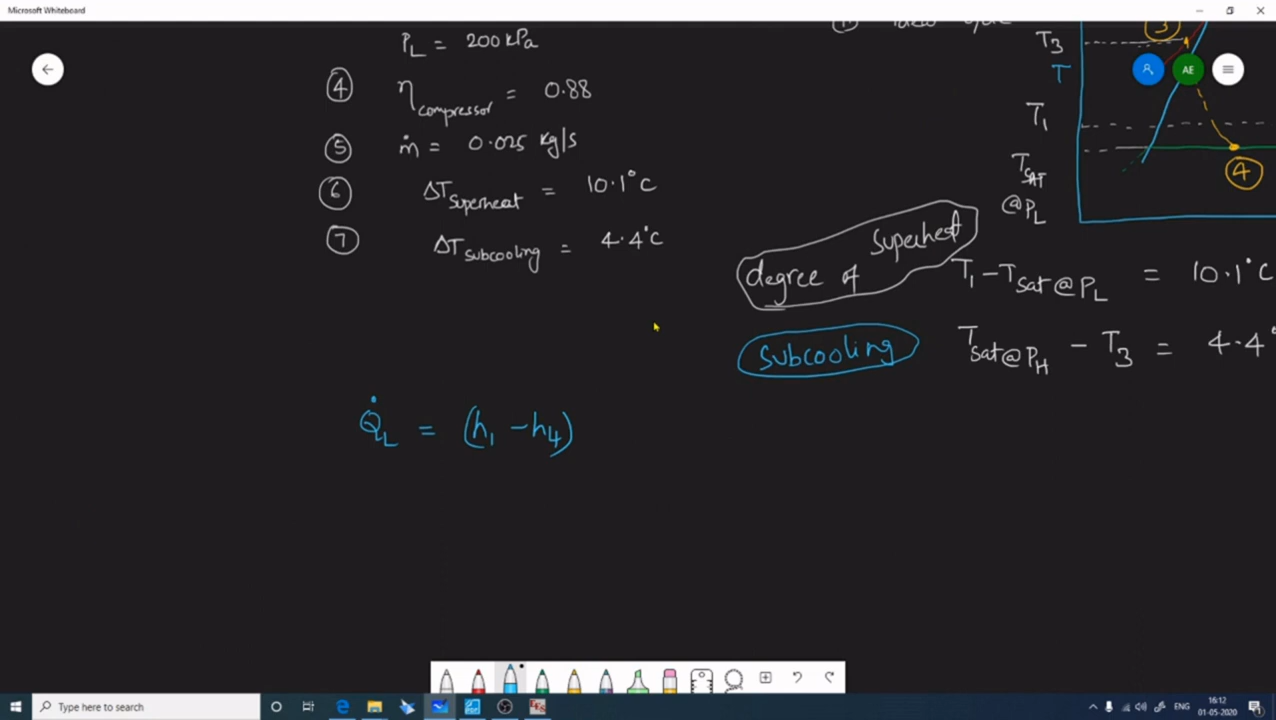 Microsoft Whiteboard
P_L = 200 kPa
④ η_compressor = 0.88
⑤ ṁ = 0.025 kg/s
⑥ ΔT_superheat = 10.1°C
⑦ ΔT_subcooling = 4.4°C
T_3
③
T
AE
T_1
T_SAT
@P_L
④
degree of Superheat T_1 - T_sat@P_L = 10.1°C
Subcooling T_sat@P_H - T_3 = 4.4°
Q̇_L = (h_1 - h_4)
Type here to search
ENG
16:12
01-05-2020